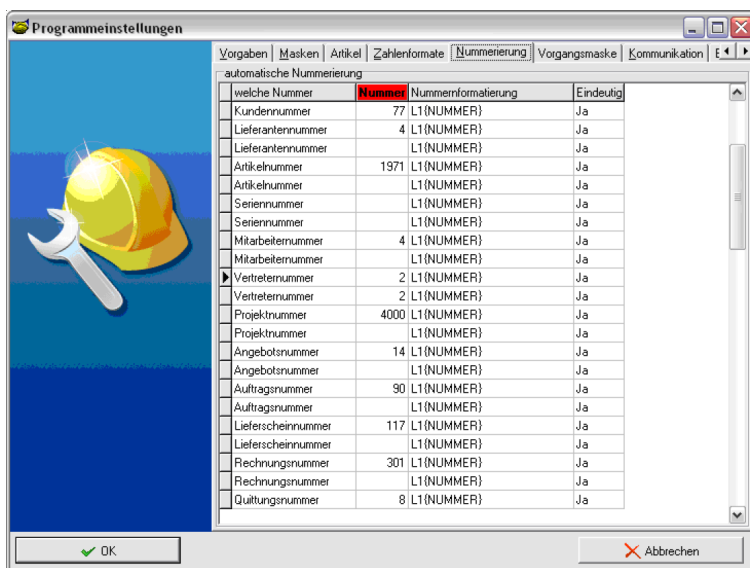 Programmeinstellungen
Vorgaben Masken Artikel Zahlenformate Nummerierung Vorgangsmaske Kommunikation
automatische Nummerierung
welche Nummer Nummer Nummernformatierung Eindeutig
Kundennummer 77 L1{NUMMER} Ja
Lieferantennummer 4 L1{NUMMER} Ja
Lieferantennummer L1{NUMMER} Ja
Artikelnummer 1971 L1{NUMMER} Ja
Artikelnummer L1{NUMMER} Ja
Seriennummer L1{NUMMER} Ja
Seriennummer L1{NUMMER} Ja
Mitarbeiternummer 4 L1{NUMMER} Ja
Mitarbeiternummer L1{NUMMER} Ja
Vertreternummer 2 L1{NUMMER} Ja
Vertreternummer 2 L1{NUMMER} Ja
Projektnummer 4000 L1{NUMMER} Ja
Projektnummer L1{NUMMER} Ja
Angebotsnummer 14 L1{NUMMER} Ja
Angebotsnummer L1{NUMMER} Ja
Auftragsnummer 90 L1{NUMMER} Ja
Auftragsnummer L1{NUMMER} Ja
Lieferscheinnummer 117 L1{NUMMER} Ja
Lieferscheinnummer L1{NUMMER} Ja
Rechnungsnummer 301 L1{NUMMER} Ja
Rechnungsnummer L1{NUMMER} Ja
Quittungsnummer 8 L1{NUMMER} Ja
OK Abbrechen